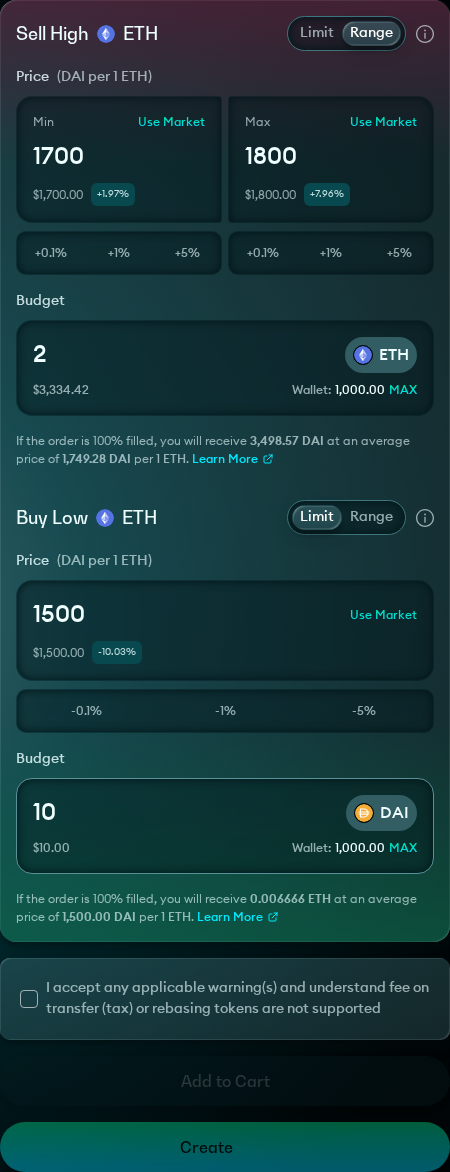 Sell High ETH Limit Range
Price (DAI per 1 ETH)
Min Use Market Max Use Market
1700 1800
$1,700.00 +1.97% $1,800.00 +7.96%
+0.1% +1% +5% +0.1% +1% +5%
Budget
2 ETH
$3,334.42 Wallet: 1,000.00 MAX
If the order is 100% filled, you will receive 3,498.57 DAI at an average
price of 1,749.28 DAI per 1 ETH. Learn More
Buy Low ETH Limit Range
Price (DAI per 1 ETH)
1500 Use Market
$1,500.00 -10.03%
-0.1% -1% -5%
Budget
10 DAI
$10.00 Wallet: 1,000.00 MAX
If the order is 100% filled, you will receive 0.006666 ETH at an average
price of 1,500.00 DAI per 1 ETH. Learn More
I accept any applicable warning(s) and understand fee on
transfer (tax) or rebasing tokens are not supported
Add to Cart
Create